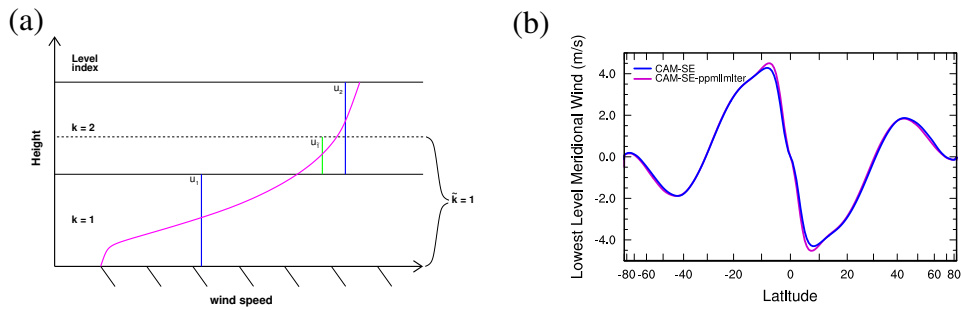 (a)
Level
index
u₂
k = 2
u_ĩ
Height
u₁
k̃ = 1
k = 1
wind speed
(b)
CAM-SE
CAM-SE-ppmlimiter
Lowest Level Meridional Wind (m/s)
4.0
2.0
0.0
-2.0
-4.0
-80 -60 -40 -20 0 20 40 60 80
Latitude